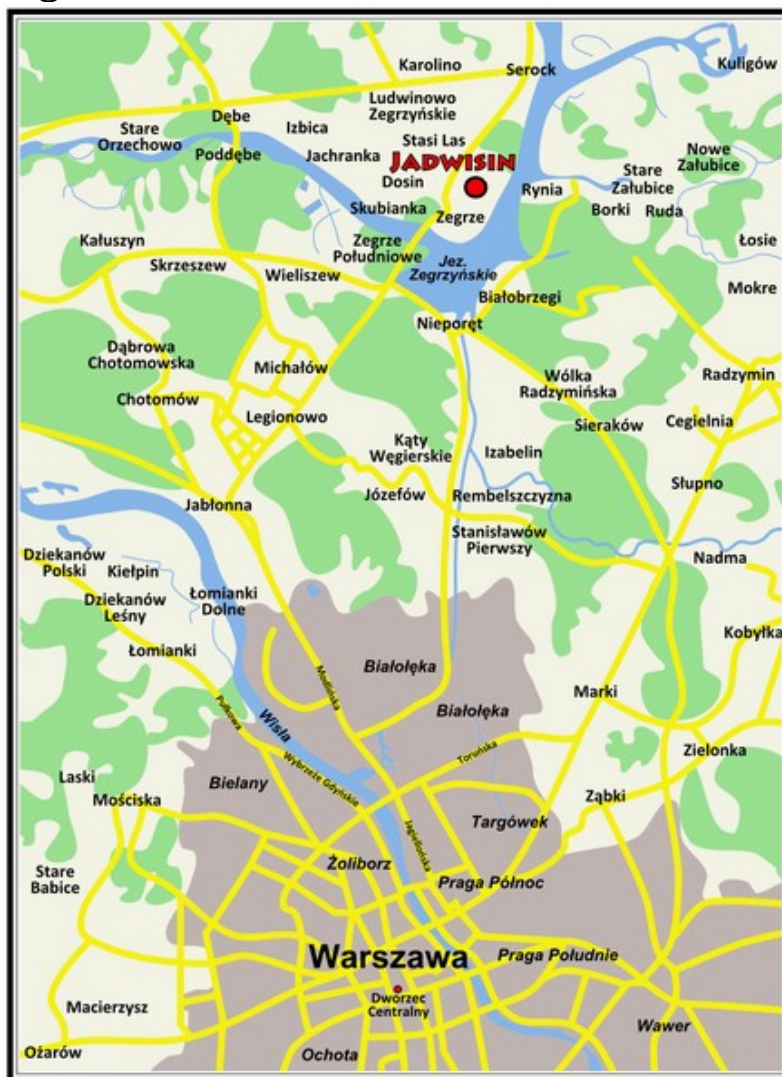 Karolino
Serock
Kuligów
Ludwinowo
Zegrzyńskie
Dębe
Izbica
Stare
Orzechowo
Stasi Las
Nowe
Załubice
Poddębe
Jachranka
JADWISIN
Stare
Załubice
Dosin
Rynia
Skubianka
Zegrze
Borki
Ruda
Kałuszyn
Zegrze
Południowe
Łosie
Skrzeszew
Wieliszew
Jez.
Zegrzyńskie
Mokre
Białobrzegi
Nieporęt
Dąbrowa
Chotomowska
Michałów
Wólka
Radzymińska
Radzymin
Chotomów
Legionowo
Sieraków
Cegielnia
Kąty
Węgierskie
Izabelin
Słupno
Jabłonna
Józefów
Rembelszczyzna
Stanisławów
Pierwszy
Nadma
Dziekanów
Polski
Kiełpin
Łomianki
Dolne
Dziekanów
Leśny
Kobyłka
Łomianki
Białołęka
Modlińska
Marki
Pułkowa
Wisła
Białołęka
Zielonka
Toruńska
Laski
Bielany
Wybrzeże Gdyńskie
Mościska
Ząbki
Jagiellońska
Targówek
Stare
Babice
Żoliborz
Praga Północ
Warszawa
Praga Południe
Dworzec
Centralny
Macierzysz
Wawer
Ożarów
Ochota